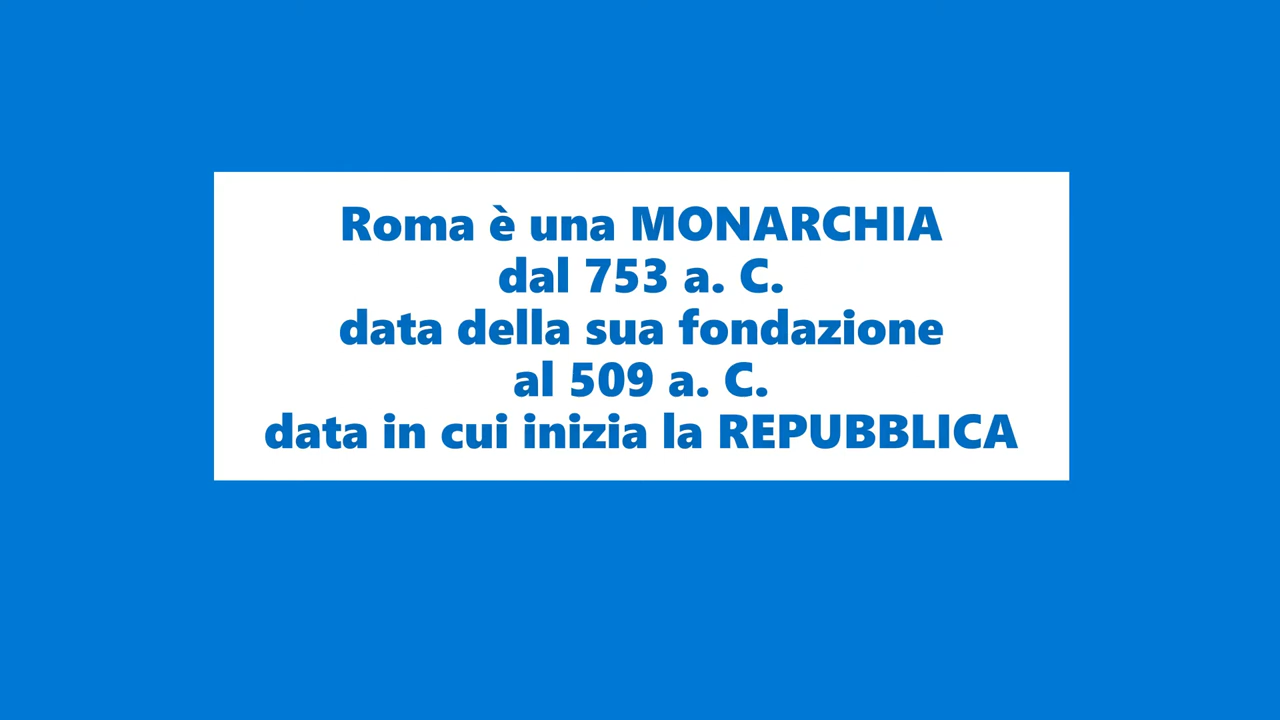 Roma è una MONARCHIA
dal 753 a. C.
data della sua fondazione
al 509 a. C.
data in cui inizia la REPUBBLICA